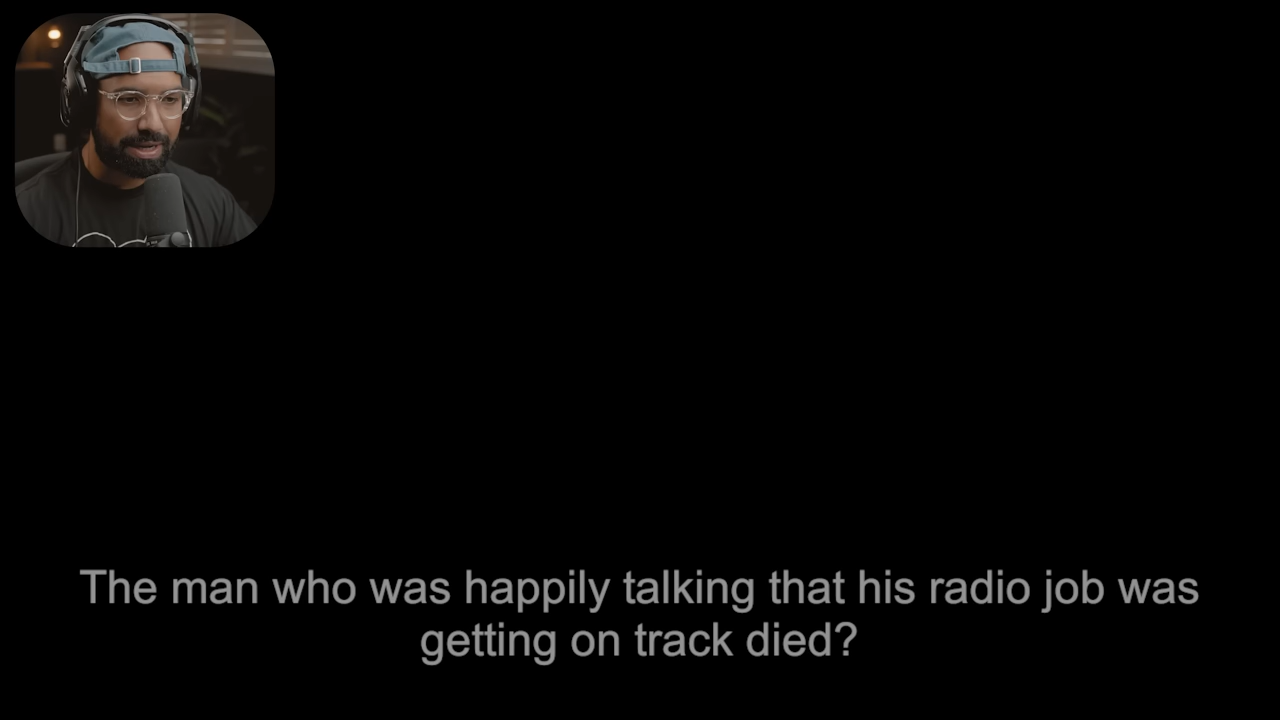 The man who was happily talking that his radio job was
getting on track died?